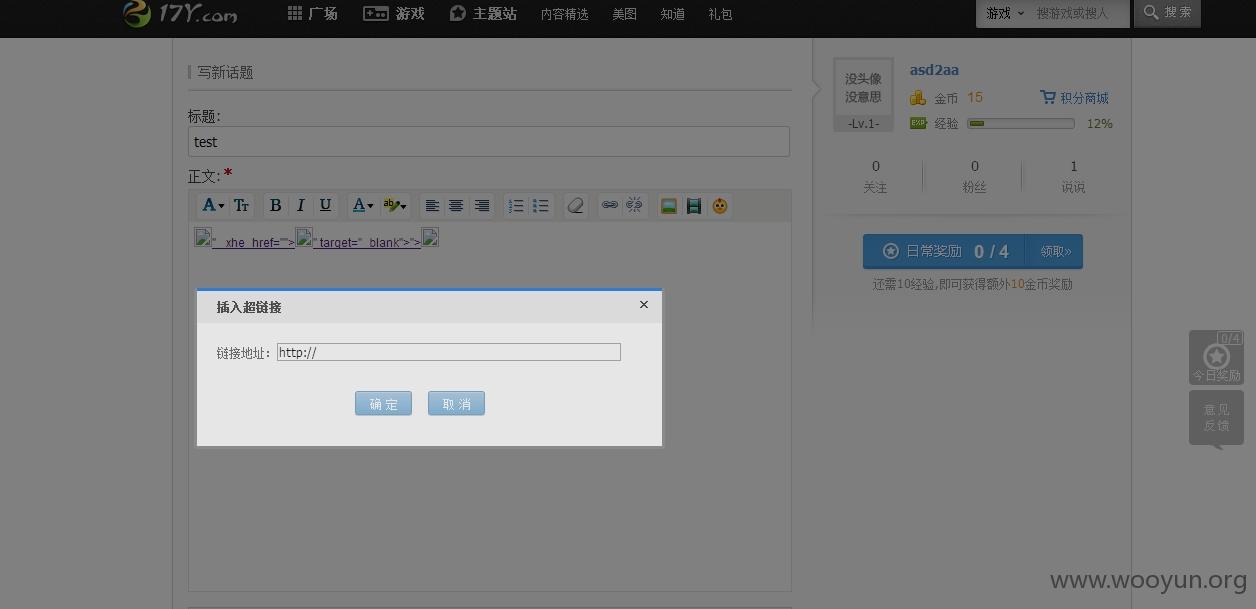 17Y.com 广场 游戏 主题站 内容精选 美图 知道 礼包 游戏 搜游戏或搜人 搜索
写新话题
标题:
test
正文: *
" _xhe_href="">" target="_blank">">
插入超链接 ×
链接地址: http://
确定 取消
没头像
没意思
-Lv.1-
asd2aa
金币 15 积分商城
EXP 经验 12%
0 0 1
关注 粉丝 说说
日常奖励 0 / 4 领取»
还需10经验,即可获得额外10金币奖励
0/4
今日奖励
意见
反馈
www.wooyun.org